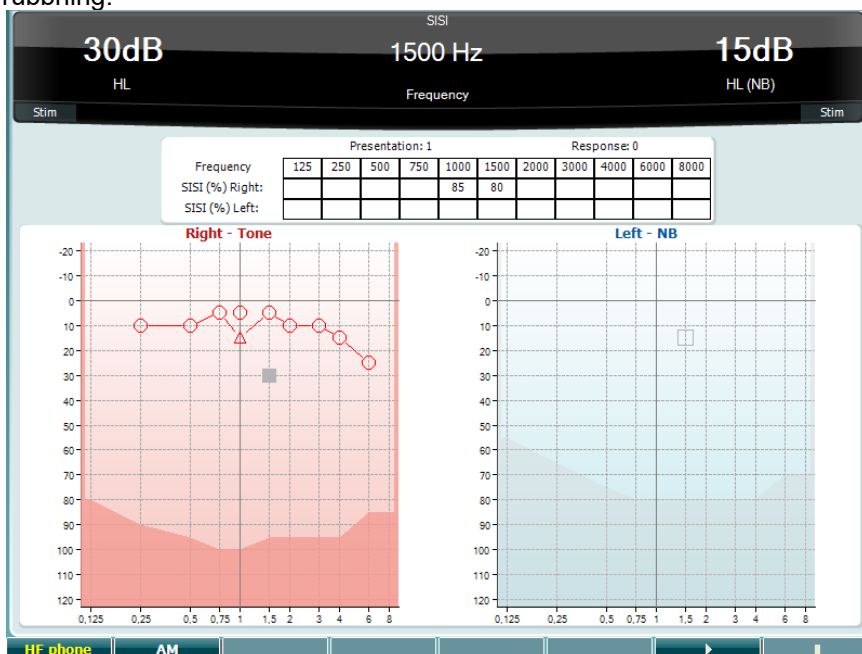 rubbning.
SISI
30dB 1500 Hz 15dB
HL Frequency HL (NB)
Stim Stim
Presentation: 1 Response: 0
Frequency 125 250 500 750 1000 1500 2000 3000 4000 6000 8000
SISI (%) Right: 85 80
SISI (%) Left:
Right - Tone Left - NB
-20 -20
-10 -10
0 0
10 10
20 20
30 30
40 40
50 50
60 60
70 70
80 80
90 90
100 100
110 110
120 120
0,125 0,25 0,5 0,75 1 1,5 2 3 4 6 8 0,125 0,25 0,5 0,75 1 1,5 2 3 4 6 8
HF phone AM